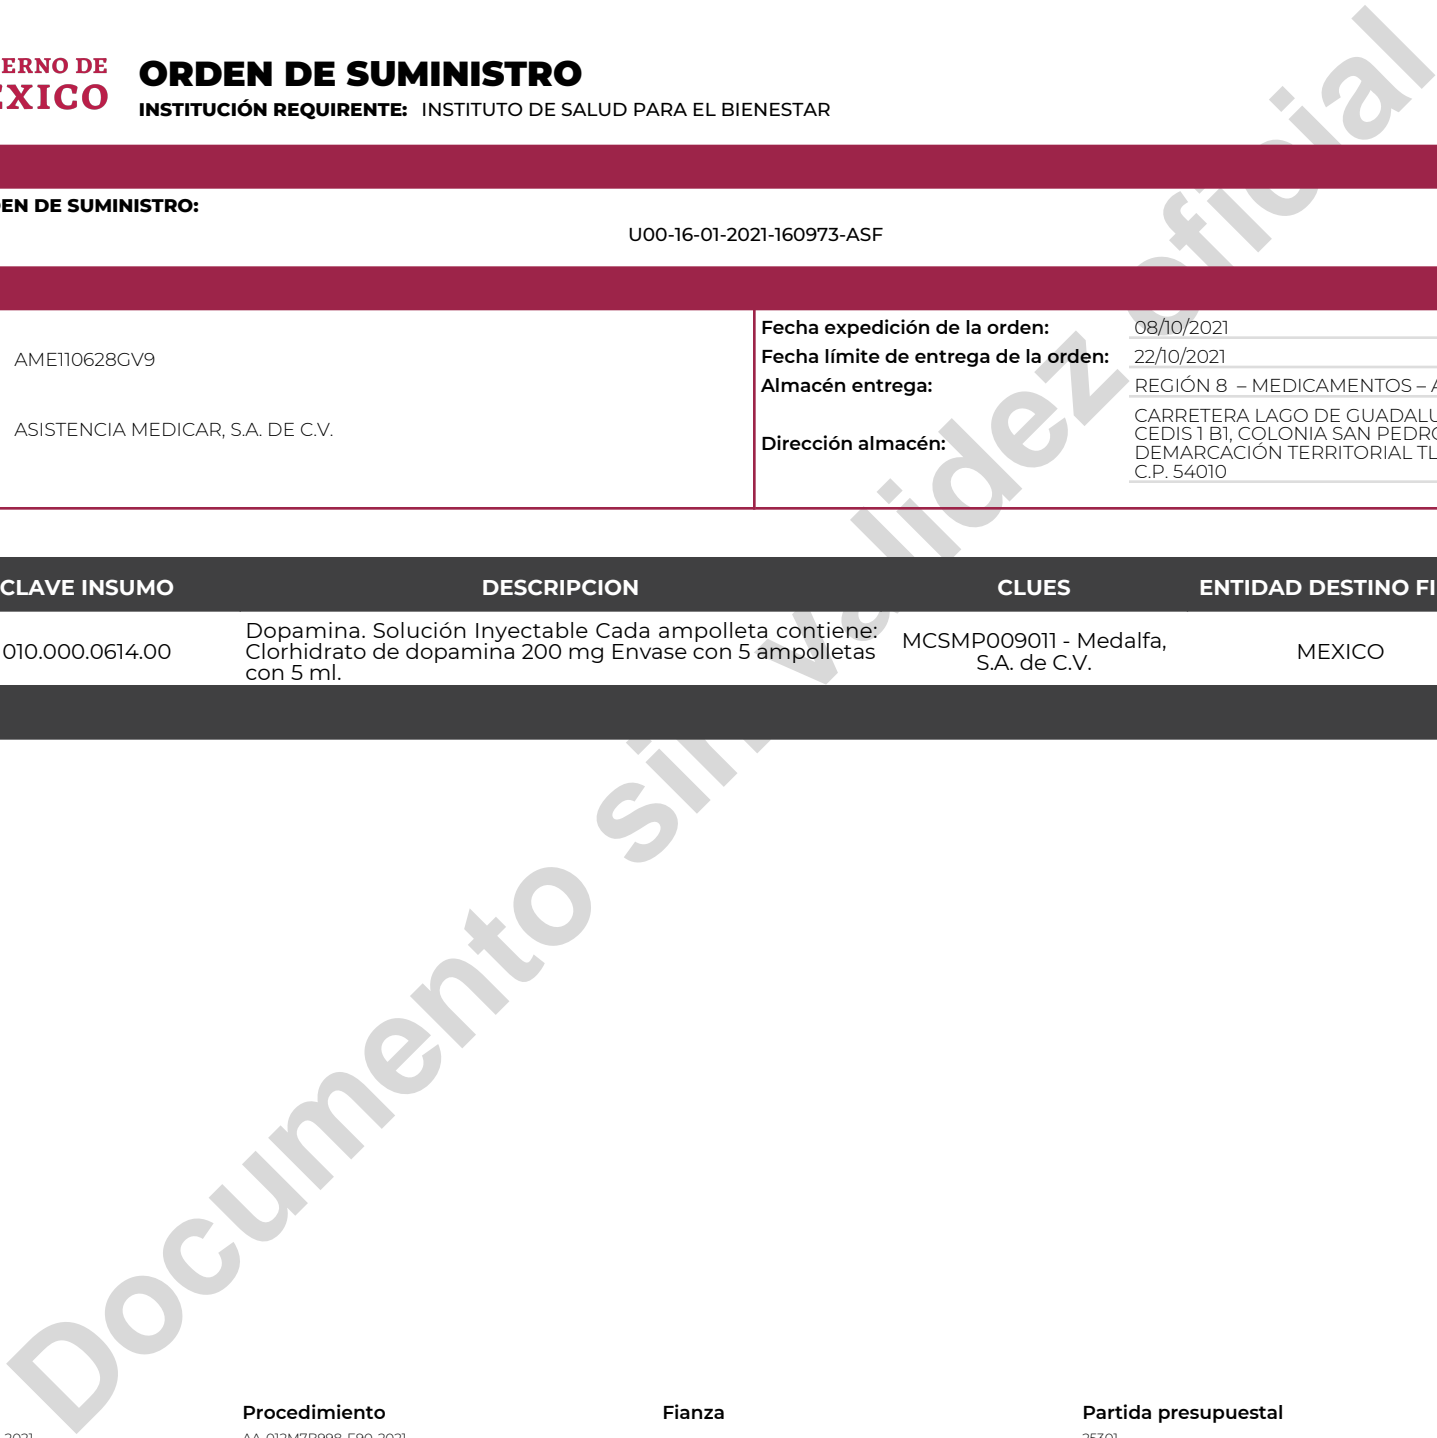 ERNO DE
EXICO
ORDEN DE SUMINISTRO
INSTITUCIÓN REQUIRENTE: INSTITUTO DE SALUD PARA EL BIENESTAR
EN DE SUMINISTRO:
U00-16-01-2021-160973-ASF
AME110628GV9
ASISTENCIA MEDICAR, S.A. DE C.V.
Fecha expedición de la orden: 08/10/2021
Fecha límite de entrega de la orden: 22/10/2021
Almacén entrega: REGIÓN 8 – MEDICAMENTOS – A
Dirección almacén:
CARRETERA LAGO DE GUADALU
CEDIS 1 B1, COLONIA SAN PEDRO
DEMARCACIÓN TERRITORIAL TL
C.P. 54010
CLAVE INSUMO DESCRIPCION CLUES ENTIDAD DESTINO FI
010.000.0614.00
Dopamina. Solución Inyectable Cada ampolleta contiene:
Clorhidrato de dopamina 200 mg Envase con 5 ampolletas
con 5 ml.
MCSMP009011 - Medalfa,
S.A. de C.V.
MEXICO
Documento sin validez oficial
Procedimiento Fianza Partida presupuestal